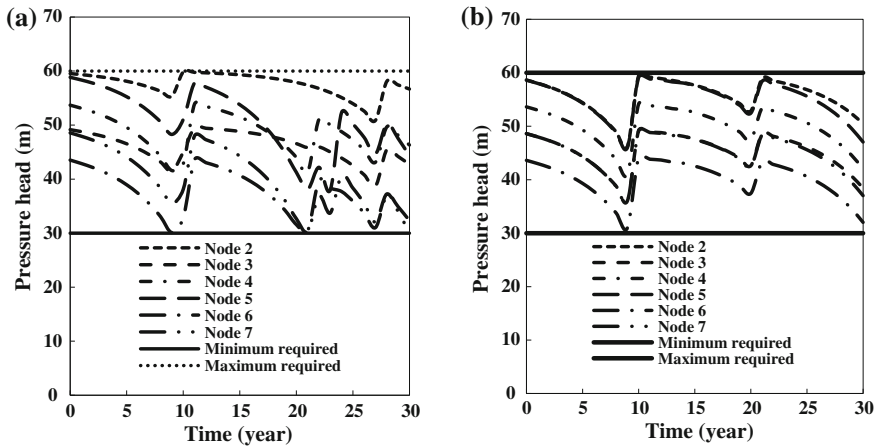 (a)
Pressure head (m)
70
60
50
40
30
20
10
0
Node 2
Node 3
Node 4
Node 5
Node 6
Node 7
Minimum required
Maximum required
0 5 10 15 20 25 30
Time (year)
(b)
Pressure head (m)
70
60
50
40
30
20
10
0
Node 2
Node 3
Node 4
Node 5
Node 6
Node 7
Minimum required
Maximum required
0 5 10 15 20 25 30
Time (year)